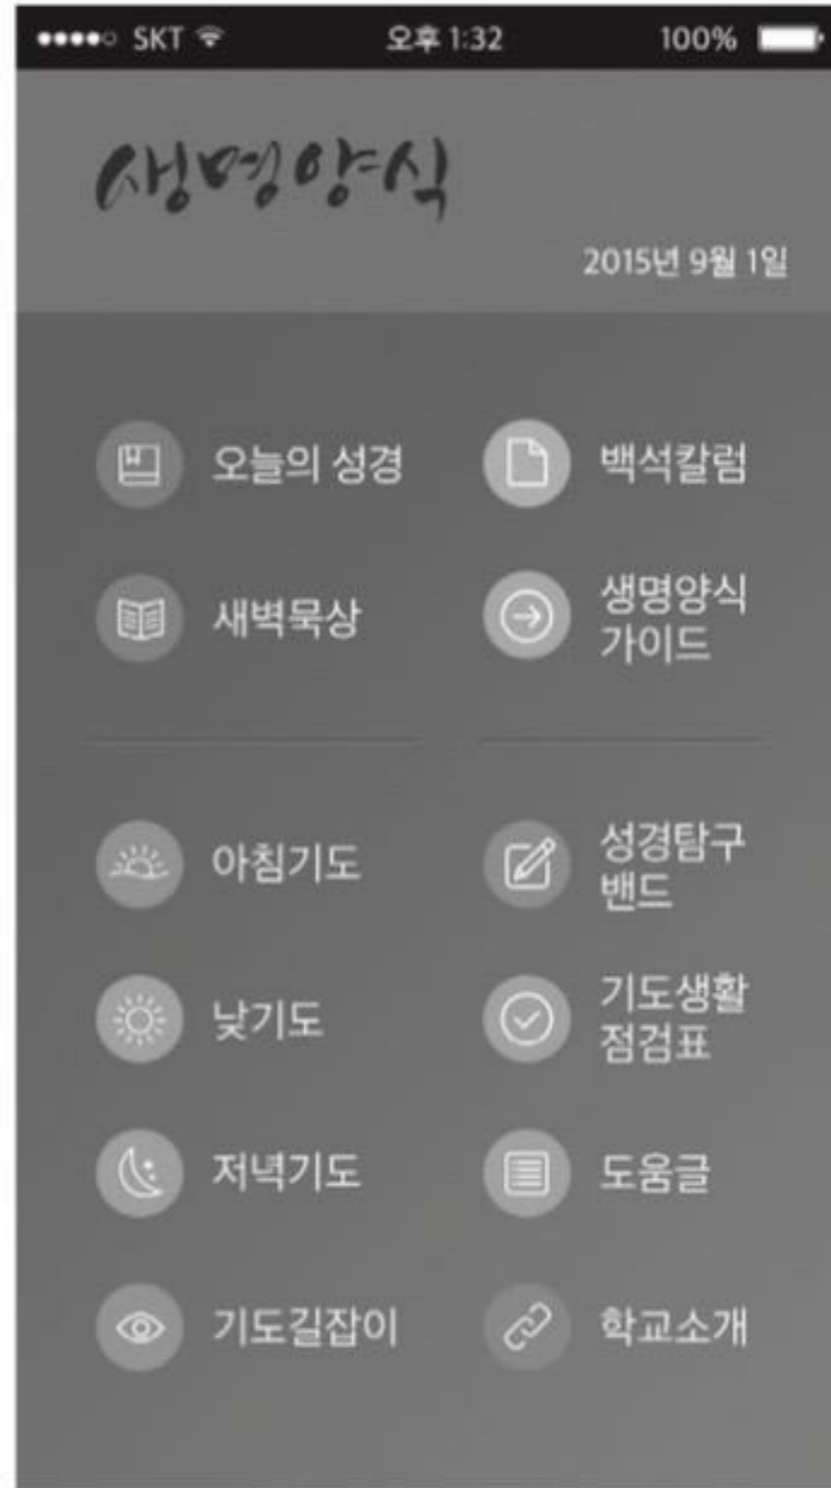 SKT 오후 1:32 100%
생명양식
2015년 9월 1일
오늘의 성경
백석칼럼
새벽묵상
생명양식
가이드
아침기도
성경탐구
밴드
낮기도
기도생활
점검표
저녁기도
도움글
기도길잡이
학교소개